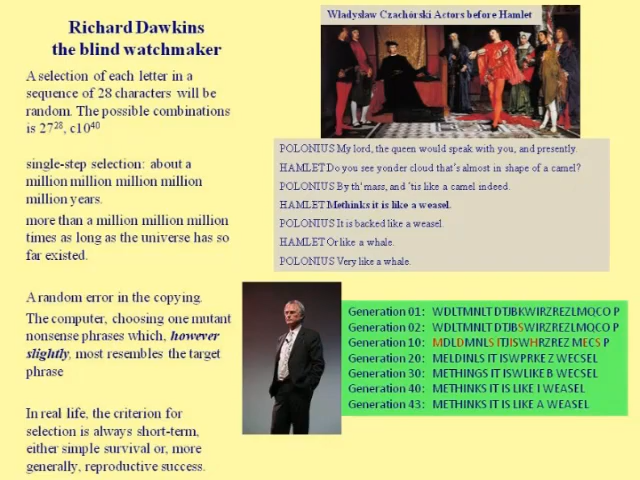 Richard Dawkins
the blind watchmaker
A selection of each letter in a
sequence of 28 characters will be
random. The possible combinations
is 27²⁸, c10⁴⁰
single-step selection: about a
million million million million
million years.
more than a million million million
times as long as the universe has so
far existed.
A random error in the copying.
The computer, choosing one mutant
nonsense phrases which, however
slightly, most resembles the target
phrase
In real life, the criterion for
selection is always short-term,
either simple survival or, more
generally, reproductive success.
Władysław Czachórski Actors before Hamlet
POLONIUS My lord, the queen would speak with you, and presently.
HAMLET Do you see yonder cloud that's almost in shape of a camel?
POLONIUS By th' mass, and 'tis like a camel indeed.
HAMLET Methinks it is like a weasel.
POLONIUS It is backed like a weasel.
HAMLET Or like a whale.
POLONIUS Very like a whale.
Generation 01: WDLTMNLT DTJBKWIRZREZLMQCO P
Generation 02: WDLTMNLT DTJBSWIRZREZLMQCO P
Generation 10: MDLDMNLS ITJISWHRZREZ MECS P
Generation 20: MELDINLS IT ISWPRKE Z WECSEL
Generation 30: METHINGS IT ISWLIKE B WECSEL
Generation 40: METHINKS IT IS LIKE I WEASEL
Generation 43: METHINKS IT IS LIKE A WEASEL